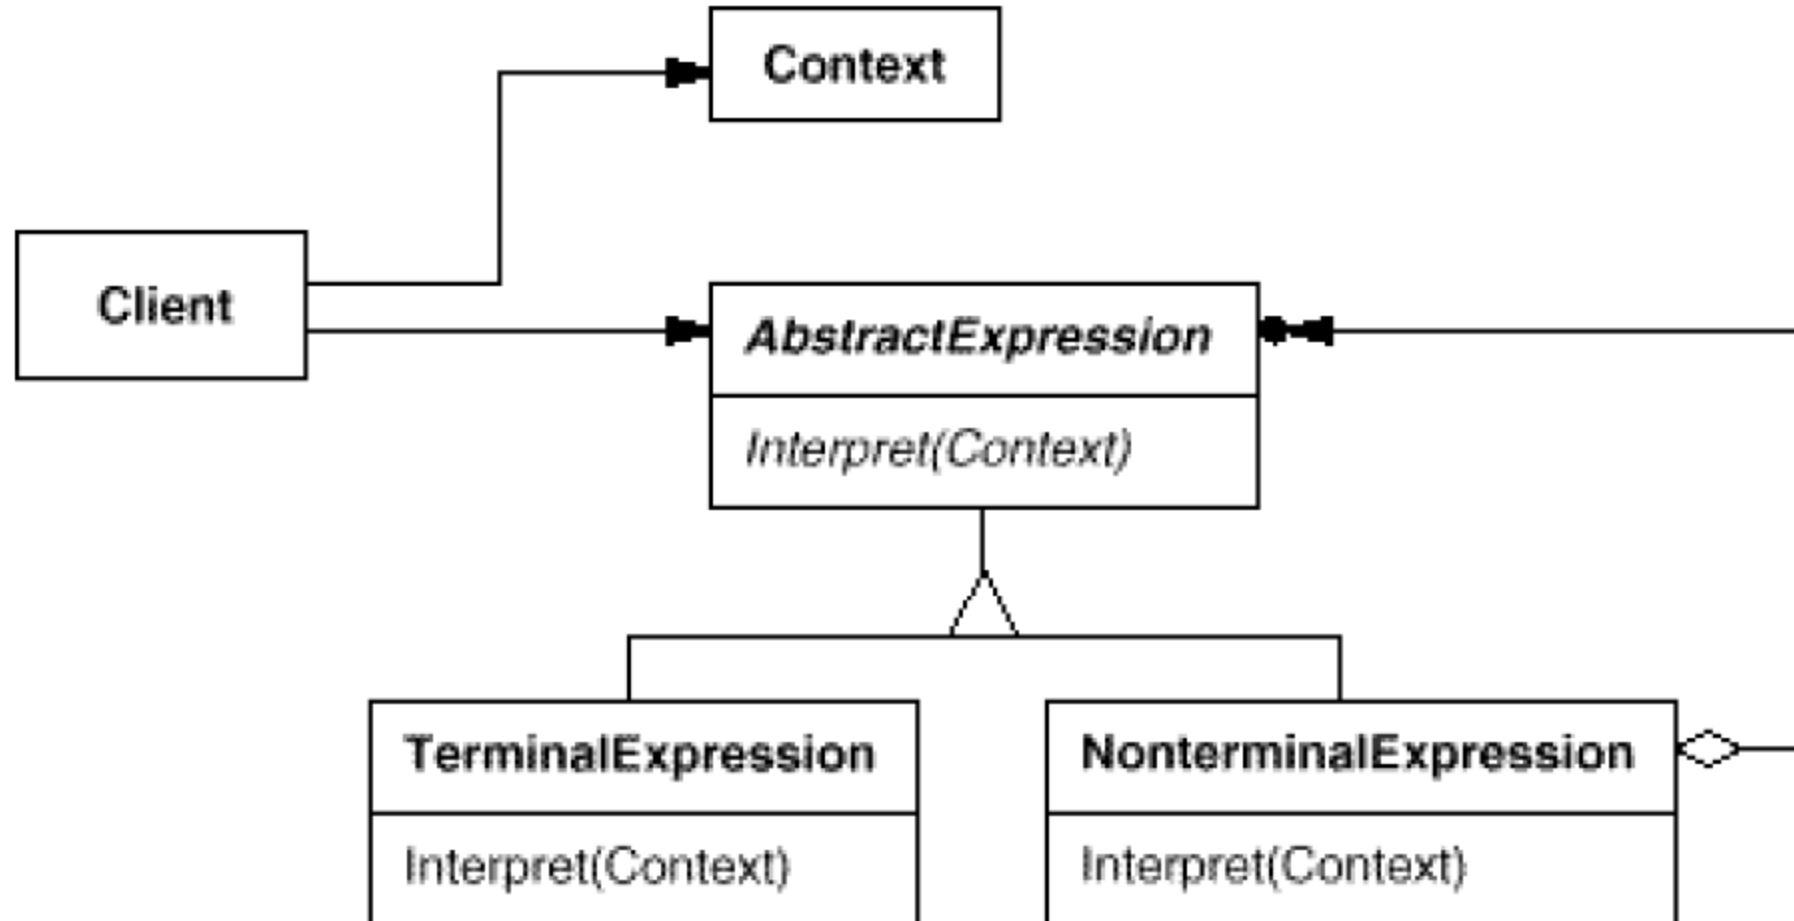 Context
Client
AbstractExpression
Interpret(Context)
TerminalExpression
NonterminalExpression
Interpret(Context)
Interpret(Context)